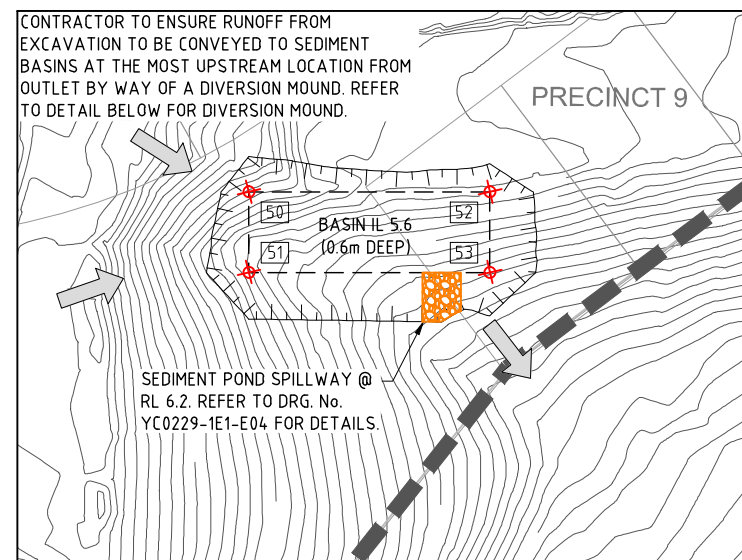 CONTRACTOR TO ENSURE RUNOFF FROM
EXCAVATION TO BE CONVEYED TO SEDIMENT
BASINS AT THE MOST UPSTREAM LOCATION FROM
OUTLET BY WAY OF A DIVERSION MOUND. REFER
TO DETAIL BELOW FOR DIVERSION MOUND.
PRECINCT 9
50
52
BASIN IL 5.6
(0.6m DEEP)
51
53
SEDIMENT POND SPILLWAY @
RL 6.2. REFER TO DRG. No.
YC0229-1E1-E04 FOR DETAILS.